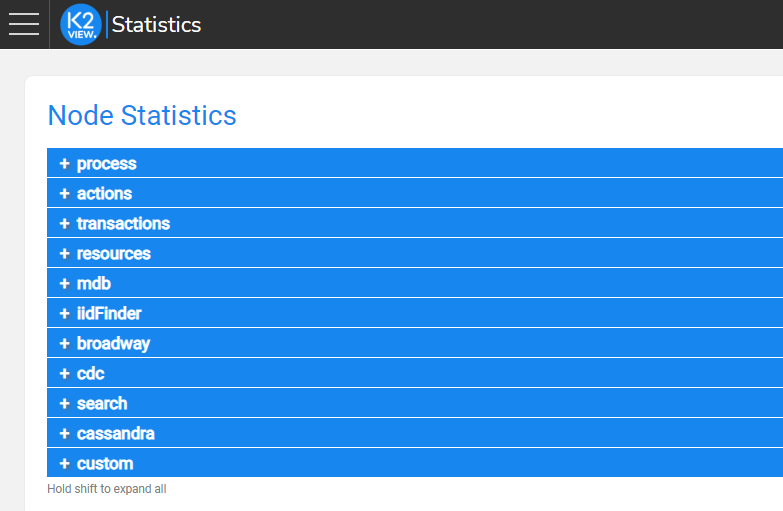 K2
VIEW.
Statistics
Node Statistics
+ process
+ actions
+ transactions
+ resources
+ mdb
+ iidFinder
+ broadway
+ cdc
+ search
+ cassandra
+ custom
Hold shift to expand all